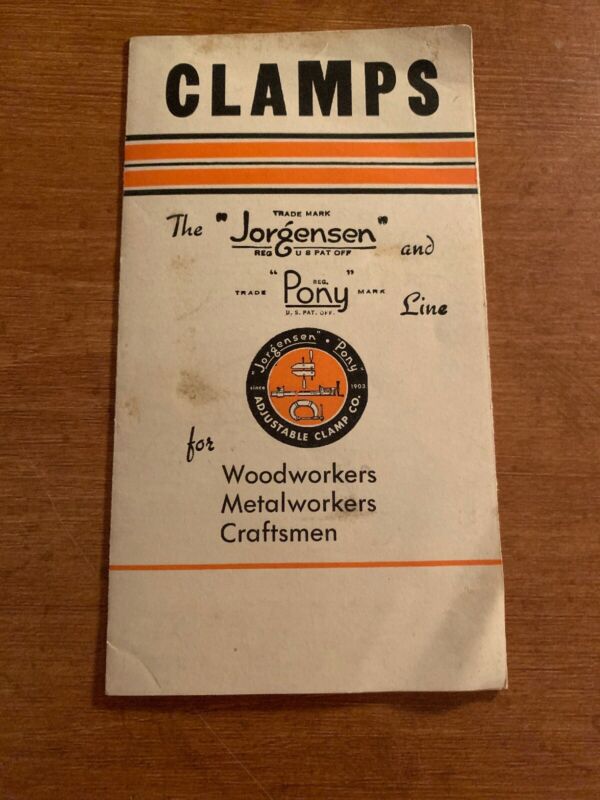 CLAMPS
TRADE MARK
The "Jorgensen" and
REG U S PAT OFF
REG.
TRADE "Pony" MARK Line
U. S. PAT. OFF.
"Jorgensen" • "Pony"
since 1903
ADJUSTABLE CLAMP CO.
for
Woodworkers
Metalworkers
Craftsmen